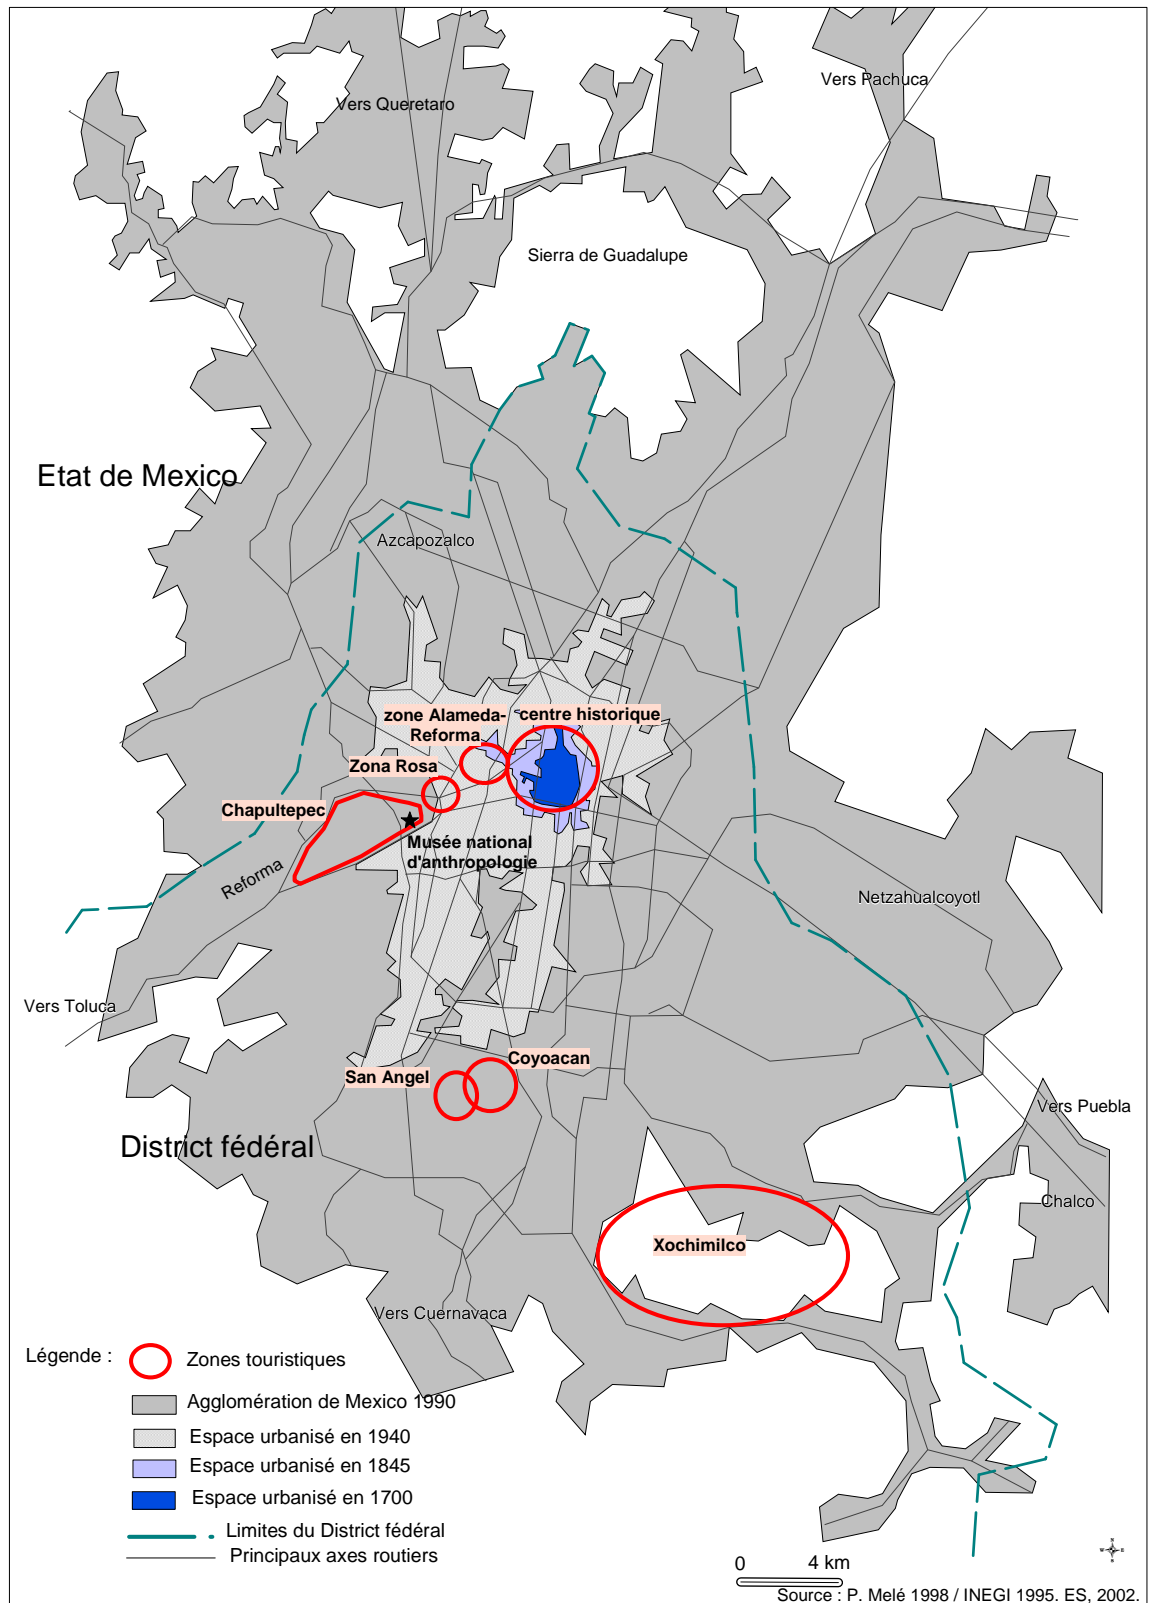 Vers Pachuca
Vers Queretaro
Sierra de Guadalupe
Etat de Mexico
Azcapozalco
zone Alameda-
Reforma
centre historique
Zona Rosa
Chapultepec
Musée national
d'anthropologie
Reforma
Netzahualcoyotl
Vers Toluca
Coyoacan
San Angel
Vers Puebla
District fédéral
Chalco
Xochimilco
Vers Cuernavaca
Légende :
Zones touristiques
Agglomération de Mexico 1990
Espace urbanisé en 1940
Espace urbanisé en 1845
Espace urbanisé en 1700
Limites du District fédéral
Principaux axes routiers
0 4 km
N
W E
S
Source : P. Melé 1998 / INEGI 1995. ES, 2002.